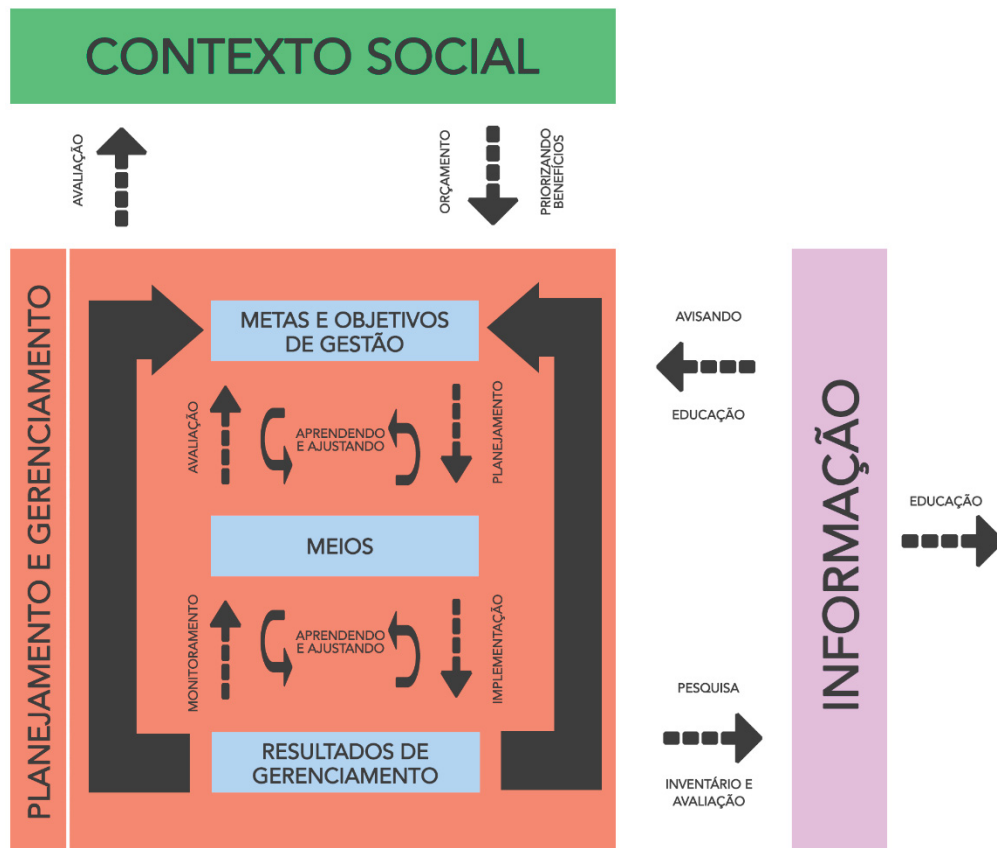 CONTEXTO SOCIAL
AVALIAÇÃO
ORÇAMENTO
PRIORIZANDO
BENEFÍCIOS
PLANEJAMENTO E GERENCIAMENTO
METAS E OBJETIVOS
DE GESTÃO
AVALIAÇÃO
APRENDENDO
E AJUSTANDO
PLANEJAMENTO
MEIOS
MONITORAMENTO
APRENDENDO
E AJUSTANDO
IMPLEMENTAÇÃO
RESULTADOS DE
GERENCIAMENTO
AVISANDO
EDUCAÇÃO
PESQUISA
INVENTÁRIO E
AVALIAÇÃO
INFORMAÇÃO
EDUCAÇÃO